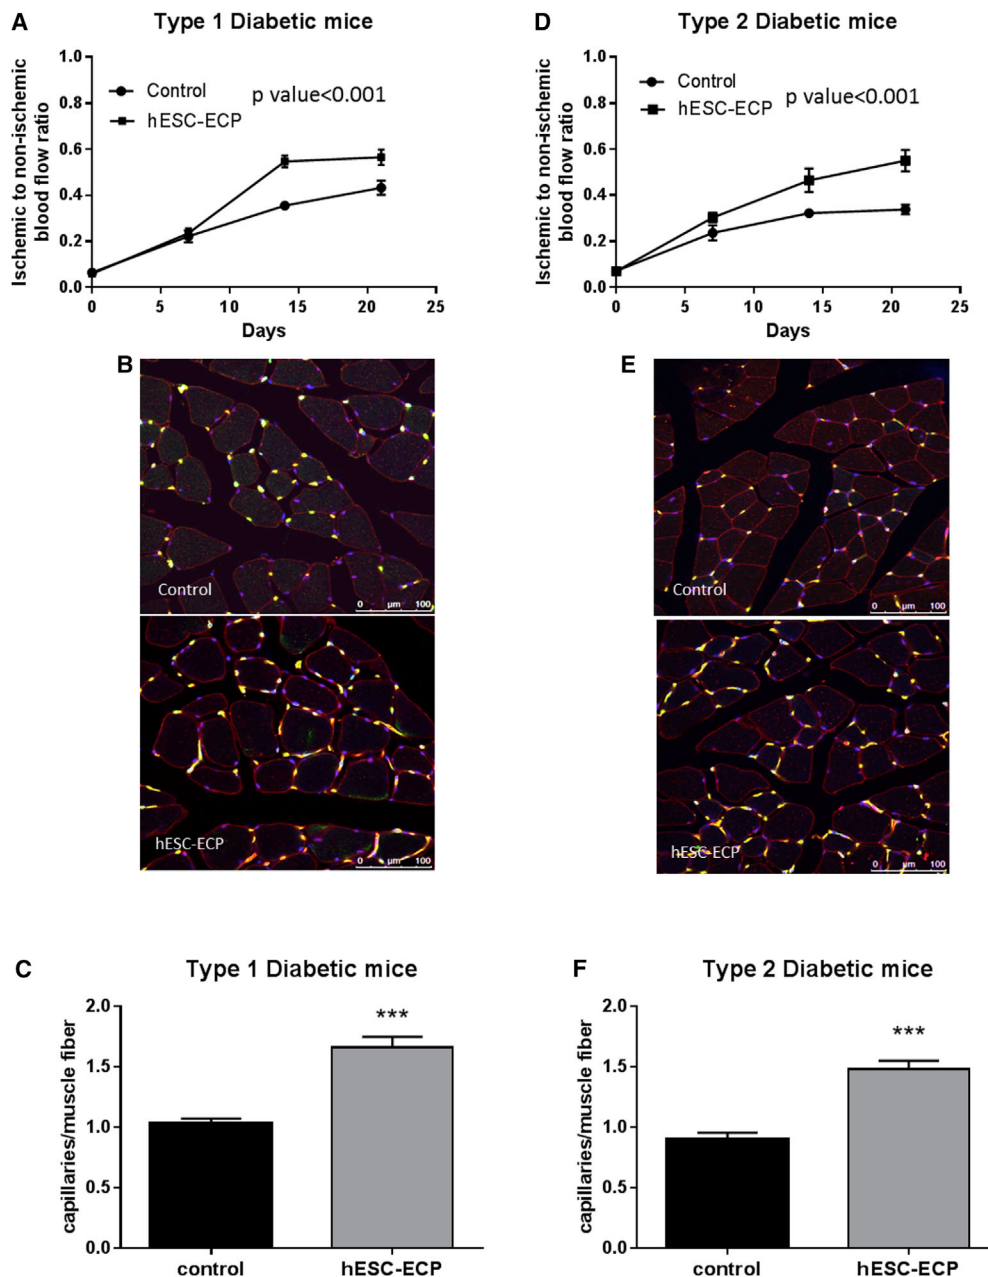 A
Type 1 Diabetic mice
Ischemic to non-ischemic
blood flow ratio
1.0
0.8
0.6
0.4
0.2
0.0
Control
hESC-ECP
p value<0.001
0 5 10 15 20 25
Days
D
Type 2 Diabetic mice
Ischemic to non-ischemic
blood flow ratio
1.0
0.8
0.6
0.4
0.2
0.0
Control
hESC-ECP
p value<0.001
0 5 10 15 20 25
Days
B
Control
0 µm 100
hESC-ECP
0 µm 100
E
Control
0 µm 100
hESC-ECP
0 µm 100
C
Type 1 Diabetic mice
capillaries/muscle fiber
2.0
1.5
1.0
0.5
0.0
***
control hESC-ECP
F
Type 2 Diabetic mice
capillaries/muscle fiber
2.0
1.5
1.0
0.5
0.0
***
control hESC-ECP